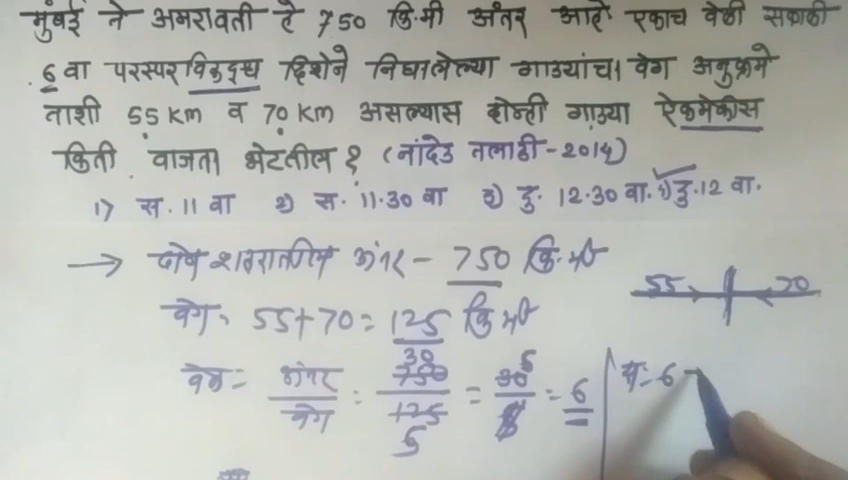 मुंबई ते अमरावती हे 750 कि.मी अंतर आहे. एकाच वेळी सकाळी
6 वा परस्पर विरुद्ध दिशेने निघालेल्या गाड्यांचा वेग अनुक्रमे
ताशी 55 Km व 70 Km असल्यास दोन्ही गाड्या ऐकमेकीस
किती वाजता भेटतील ? (नांदेड तलाठी - 2014)
1) स. 11 वा 2) स. 11.30 वा 3) दु. 12.30 वा. 4) दु. 12 वा.
→ दोन शहरातील अंतर - 750 कि.मी
55 70
वेग = 55 + 70 = 125 कि मी
वेळ = अंतर / वेग = 750 / 125 = 30 / 5 = 6
स. 6